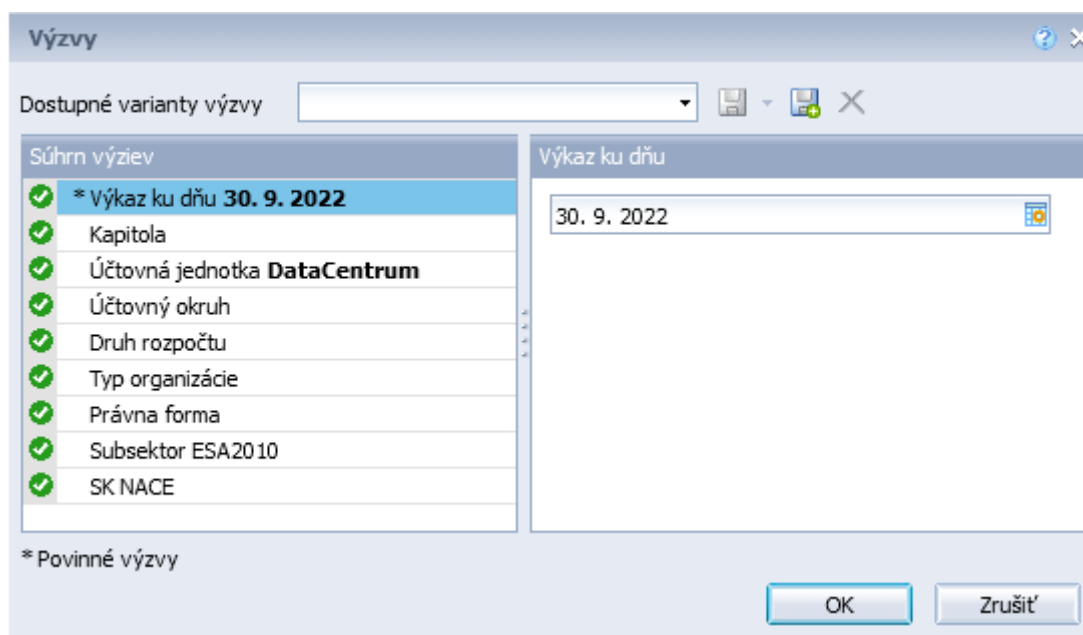 Výzvy
Dostupné varianty výzvy
Súhrn výziev
Výkaz ku dňu
* Výkaz ku dňu 30. 9. 2022
30. 9. 2022
Kapitola
Účtovná jednotka DataCentrum
Účtovný okruh
Druh rozpočtu
Typ organizácie
Právna forma
Subsektor ESA2010
SK NACE
* Povinné výzvy
OK
Zrušiť